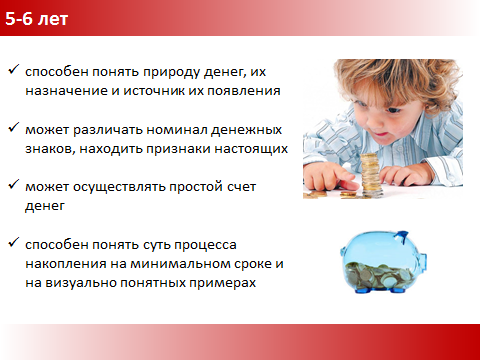 5-6 лет
✓ способен понять природу денег, их
назначение и источник их появления
✓ может различать номинал денежных
знаков, находить признаки настоящих
✓ может осуществлять простой счет
денег
✓ способен понять суть процесса
накопления на минимальном сроке и
на визуально понятных примерах